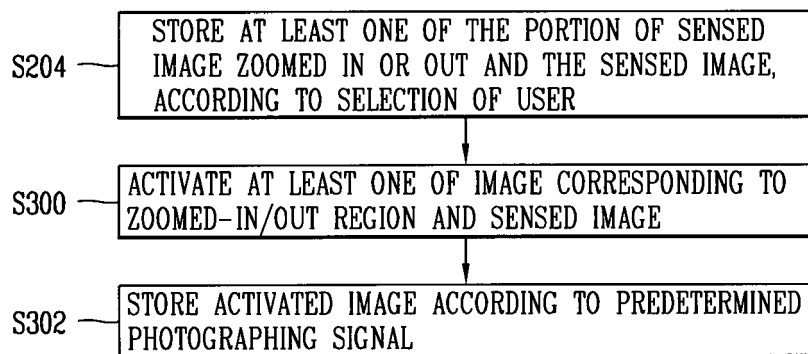 S204
STORE AT LEAST ONE OF THE PORTION OF SENSED
IMAGE ZOOMED IN OR OUT AND THE SENSED IMAGE,
ACCORDING TO SELECTION OF USER
S300
ACTIVATE AT LEAST ONE OF IMAGE CORRESPONDING TO
ZOOMED-IN/OUT REGION AND SENSED IMAGE
S302
STORE ACTIVATED IMAGE ACCORDING TO PREDETERMINED
PHOTOGRAPHING SIGNAL